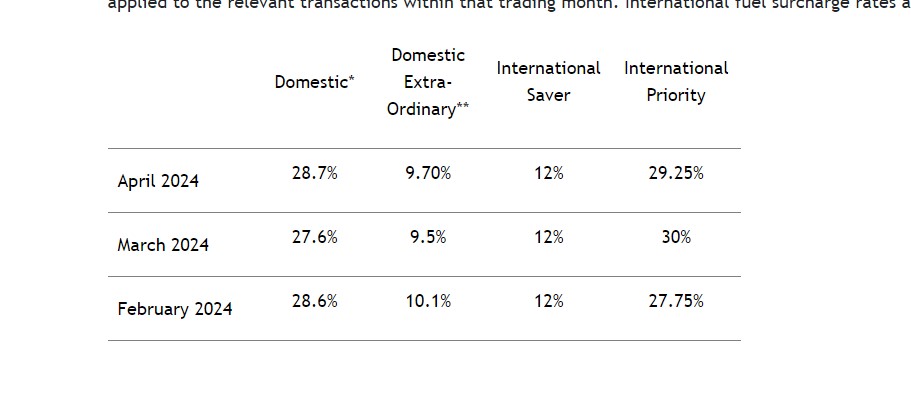 applied to the relevant transactions within that trading month. International fuel surcharge rates a
Domestic* Domestic Extra-Ordinary** International Saver International Priority
April 2024 28.7% 9.70% 12% 29.25%
March 2024 27.6% 9.5% 12% 30%
February 2024 28.6% 10.1% 12% 27.75%